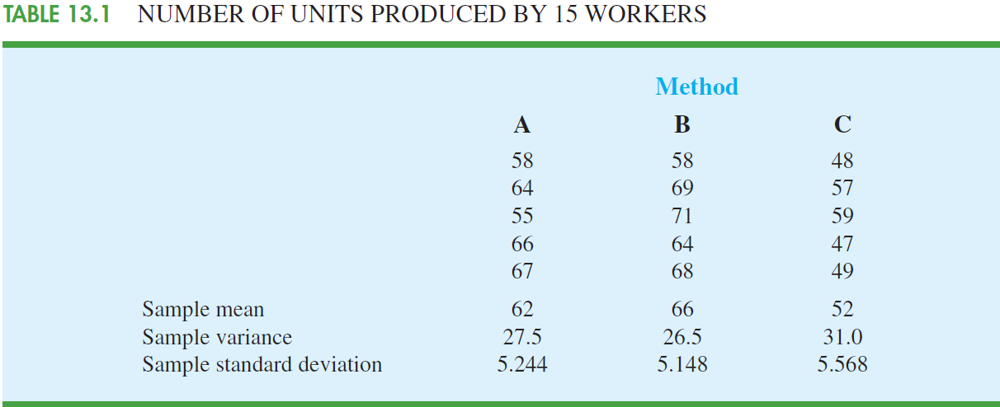 TABLE 13.1 NUMBER OF UNITS PRODUCED BY 15 WORKERS
Method
A B C
58 58 48
64 69 57
55 71 59
66 64 47
67 68 49
Sample mean 62 66 52
Sample variance 27.5 26.5 31.0
Sample standard deviation 5.244 5.148 5.568